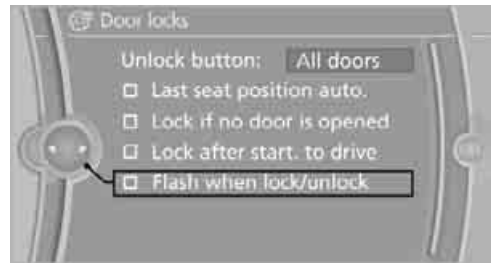 Door locks
Unlock button: All doors
Last seat position auto.
Lock if no door is opened
Lock after start. to drive
Flash when lock/unlock